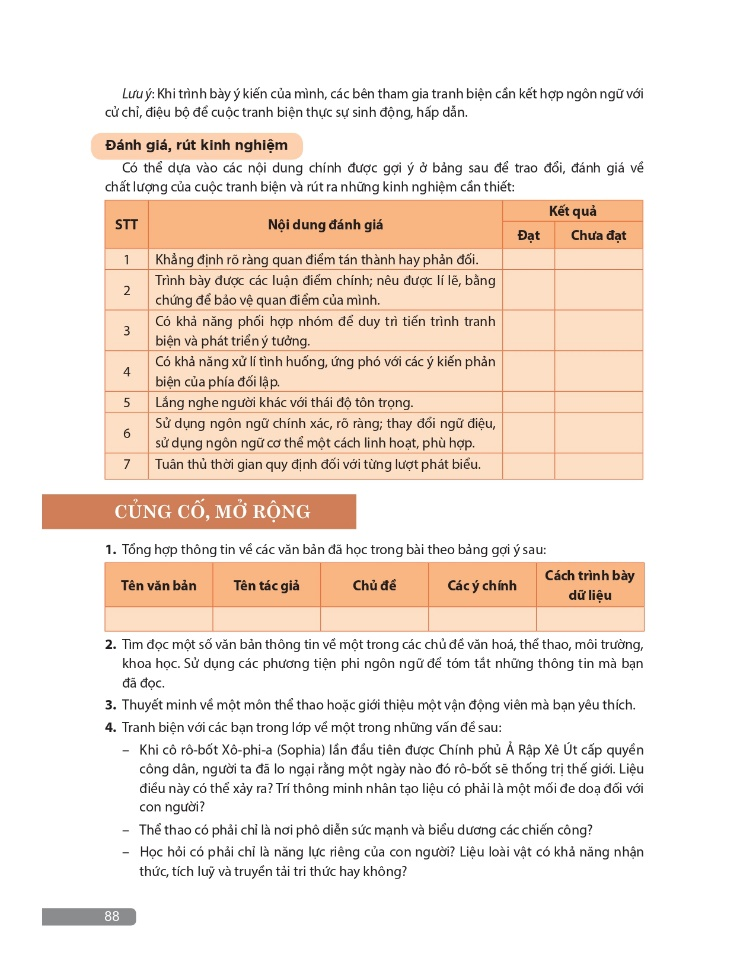 Lưu ý: Khi trình bày ý kiến của mình, các bên tham gia tranh biện cần kết hợp ngôn ngữ với
cử chỉ, điệu bộ để cuộc tranh biện thực sự sinh động, hấp dẫn.
Đánh giá, rút kinh nghiệm
Có thể dựa vào các nội dung chính được gợi ý ở bảng sau để trao đổi, đánh giá về
chất lượng của cuộc tranh biện và rút ra những kinh nghiệm cần thiết:
STT
Nội dung đánh giá
Kết quả
Đạt
Chưa đạt
1
Khẳng định rõ ràng quan điểm tán thành hay phản đối.
2
Trình bày được các luận điểm chính; nêu được lí lẽ, bằng
chứng để bảo vệ quan điểm của mình.
3
Có khả năng phối hợp nhóm để duy trì tiến trình tranh
biện và phát triển ý tưởng.
4
Có khả năng xử lí tình huống, ứng phó với các ý kiến phản
biện của phía đối lập.
5
Lắng nghe người khác với thái độ tôn trọng.
6
Sử dụng ngôn ngữ chính xác, rõ ràng; thay đổi ngữ điệu,
sử dụng ngôn ngữ cơ thể một cách linh hoạt, phù hợp.
7
Tuân thủ thời gian quy định đối với từng lượt phát biểu.
CỦNG CỐ, MỞ RỘNG
1. Tổng hợp thông tin về các văn bản đã học trong bài theo bảng gợi ý sau:
Tên văn bản
Tên tác giả
Chủ đề
Các ý chính
Cách trình bày
dữ liệu
2. Tìm đọc một số văn bản thông tin về một trong các chủ đề văn hoá, thể thao, môi trường,
khoa học. Sử dụng các phương tiện phi ngôn ngữ để tóm tắt những thông tin mà bạn
đã đọc.
3. Thuyết minh về một môn thể thao hoặc giới thiệu một vận động viên mà bạn yêu thích.
4. Tranh biện với các bạn trong lớp về một trong những vấn đề sau:
– Khi cô rô-bốt Xô-phi-a (Sophia) lần đầu tiên được Chính phủ Ả Rập Xê Út cấp quyền
công dân, người ta đã lo ngại rằng một ngày nào đó rô-bốt sẽ thống trị thế giới. Liệu
điều này có thể xảy ra? Trí thông minh nhân tạo liệu có phải là một mối đe doạ đối với
con người?
– Thể thao có phải chỉ là nơi phô diễn sức mạnh và biểu dương các chiến công?
– Học hỏi có phải chỉ là năng lực riêng của con người? Liệu loài vật có khả năng nhận
thức, tích luỹ và truyền tải tri thức hay không?
88